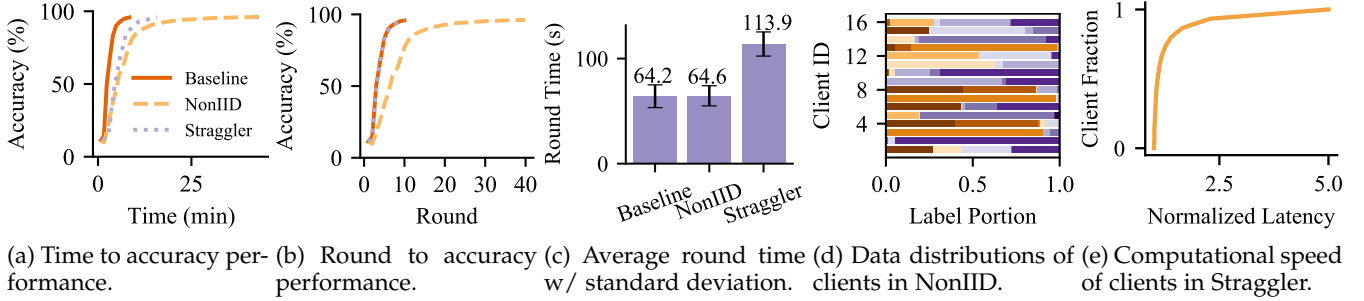 Accuracy (%)
100
50
0
0
25
Time (min)
Baseline
NonIID
Straggler
(a) Time to accuracy per-
formance.
Accuracy (%)
100
50
0
0 10 20 30 40
Round
(b) Round to accuracy
performance.
Round Time (s)
100
0
64.2
64.6
113.9
Baseline
NonIID
Straggler
(c) Average round time
w/ standard deviation.
Client ID
16
12
8
4
0.0 0.5 1.0
Label Portion
(d) Data distributions of
clients in NonIID.
Client Fraction
1
0
2.5 5.0
Normalized Latency
(e) Computational speed
of clients in Straggler.